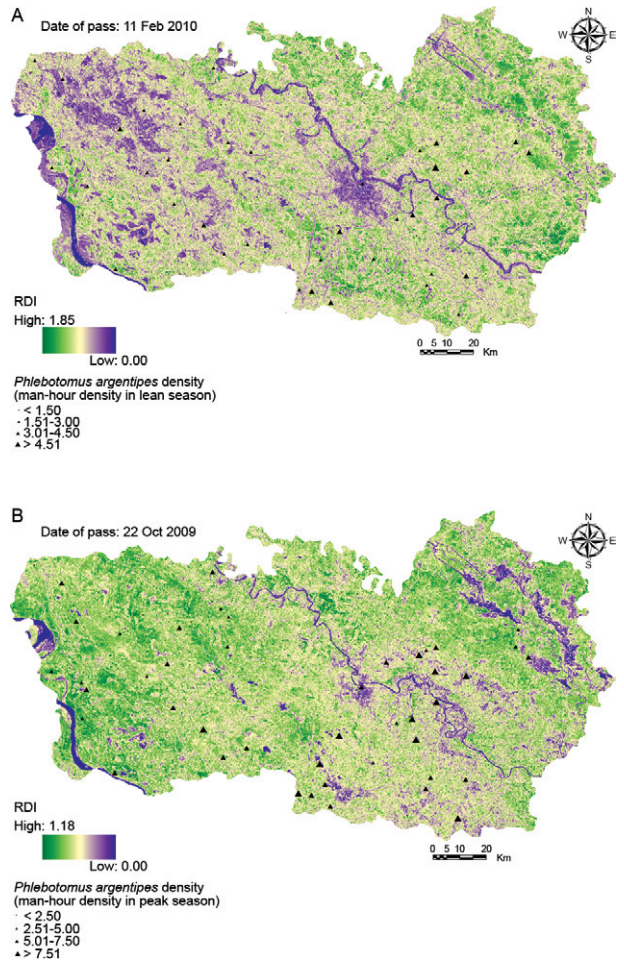 A
Date of pass: 11 Feb 2010
N
W E
S
RDI
High: 1.85
Low: 0.00
0 5 10 20
Km
Phlebotomus argentipes density
(man-hour density in lean season)
< 1.50
1.51-3.00
3.01-4.50
> 4.51
B
Date of pass: 22 Oct 2009
N
W E
S
RDI
High: 1.18
Low: 0.00
0 5 10 20
Km
Phlebotomus argentipes density
(man-hour density in peak season)
< 2.50
2.51-5.00
5.01-7.50
> 7.51